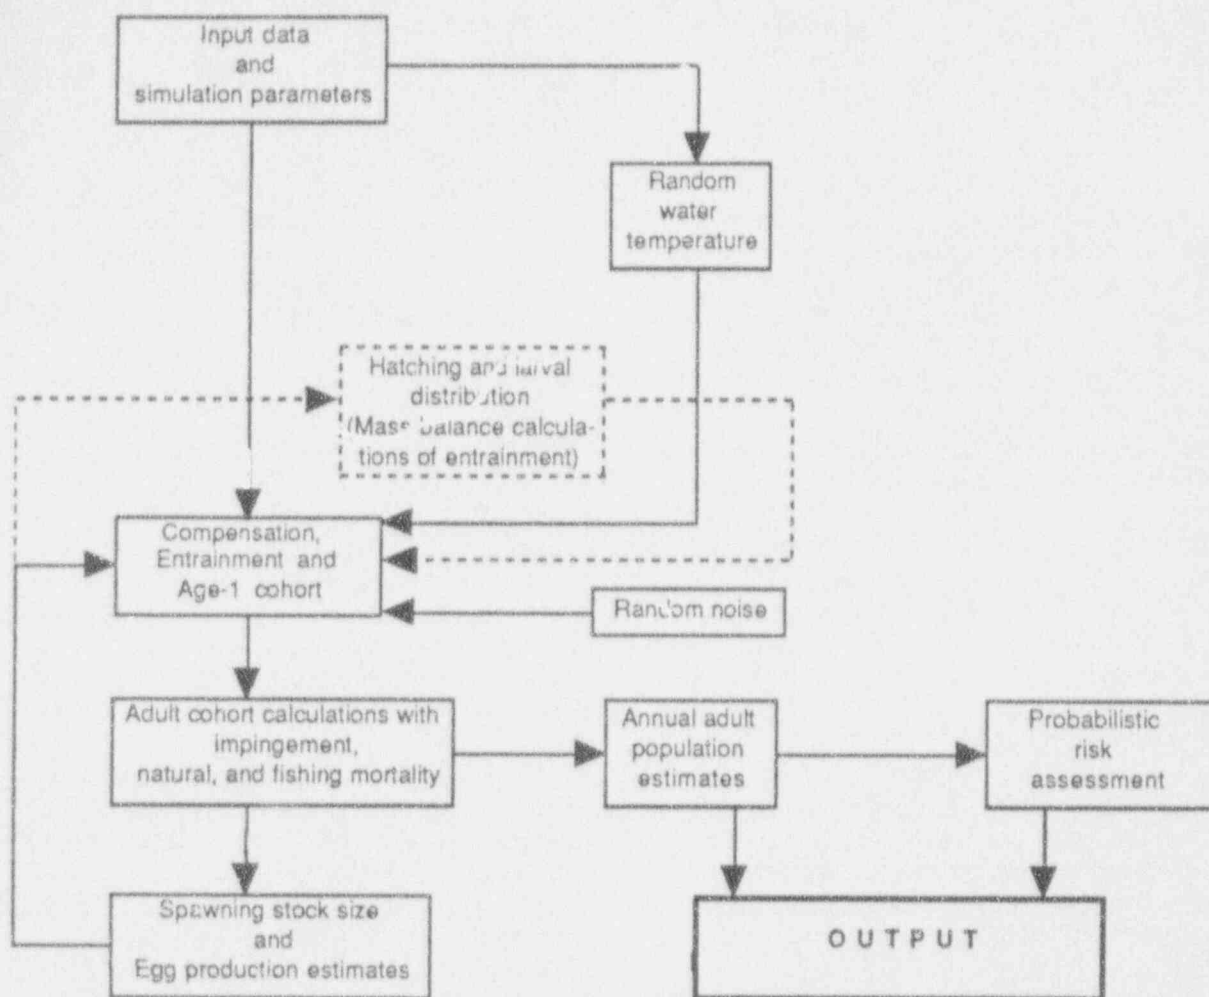 Input data
and
simulation parameters
Random
water
temperature
Hatching and larval
distribution
(Mass balance calcula-
tions of entrainment)
Compensation,
Entrainment and
Age-1 cohort
Random noise
Adult cohort calculations with
impingement,
natural, and fishing mortality
Annual adult
population
estimates
Probabilistic
risk
assessment
Spawning stock size
and
Egg production estimates
OUTPUT